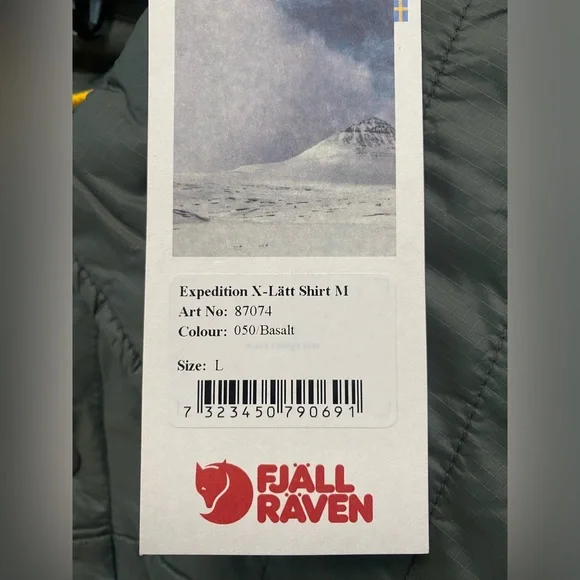 Expedition X-Lätt Shirt M
Art No: 87074
Colour: 050/Basalt
Size: L
7 323450 790691
FJÄLL
RÄVEN